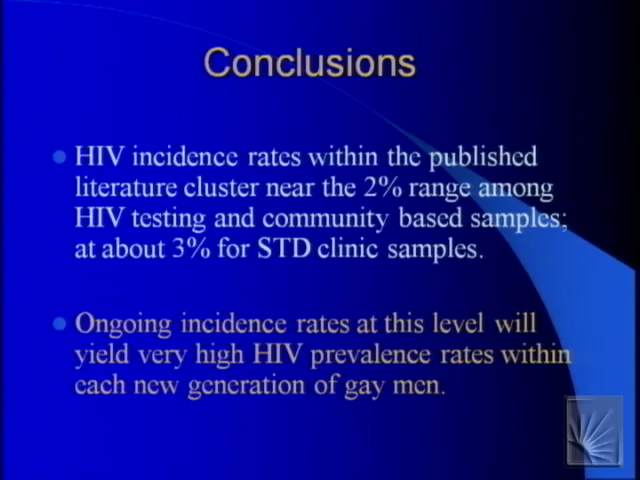 Conclusions
HIV incidence rates within the published
literature cluster near the 2% range among
HIV testing and community based samples;
at about 3% for STD clinic samples.
Ongoing incidence rates at this level will
yield very high HIV prevalence rates within
each new generation of gay men.